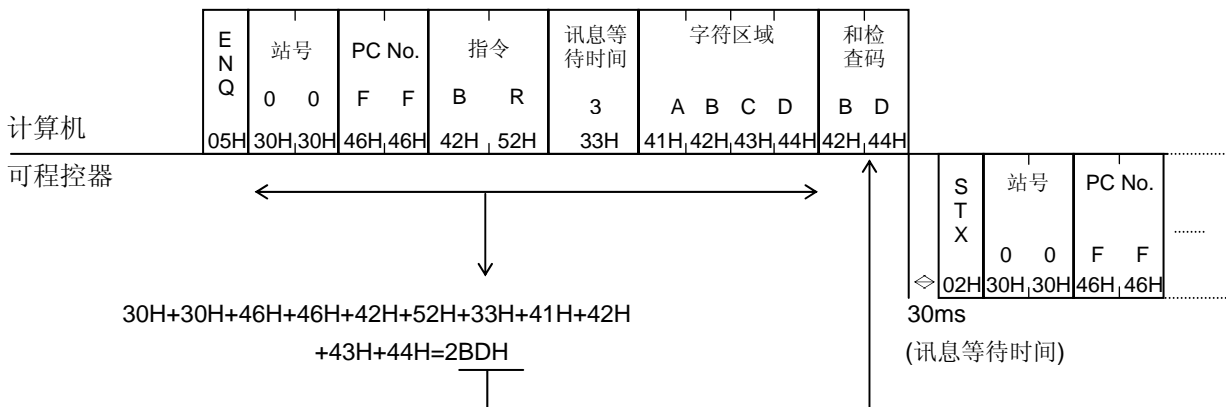 E N Q 站号 PC No. 指令 讯息等待时间 字符区域 和检查码
0 0 F F B R 3 A B C D B D
计算机
05H 30H 30H 46H 46H 42H 52H 33H 41H 42H 43H 44H 42H 44H
可程控器
S T X 站号 PC No.
0 0 F F
02H 30H 30H 46H 46H
........
30H+30H+46H+46H+42H+52H+33H+41H+42H
+43H+44H=2BDH
30ms
(讯息等待时间)